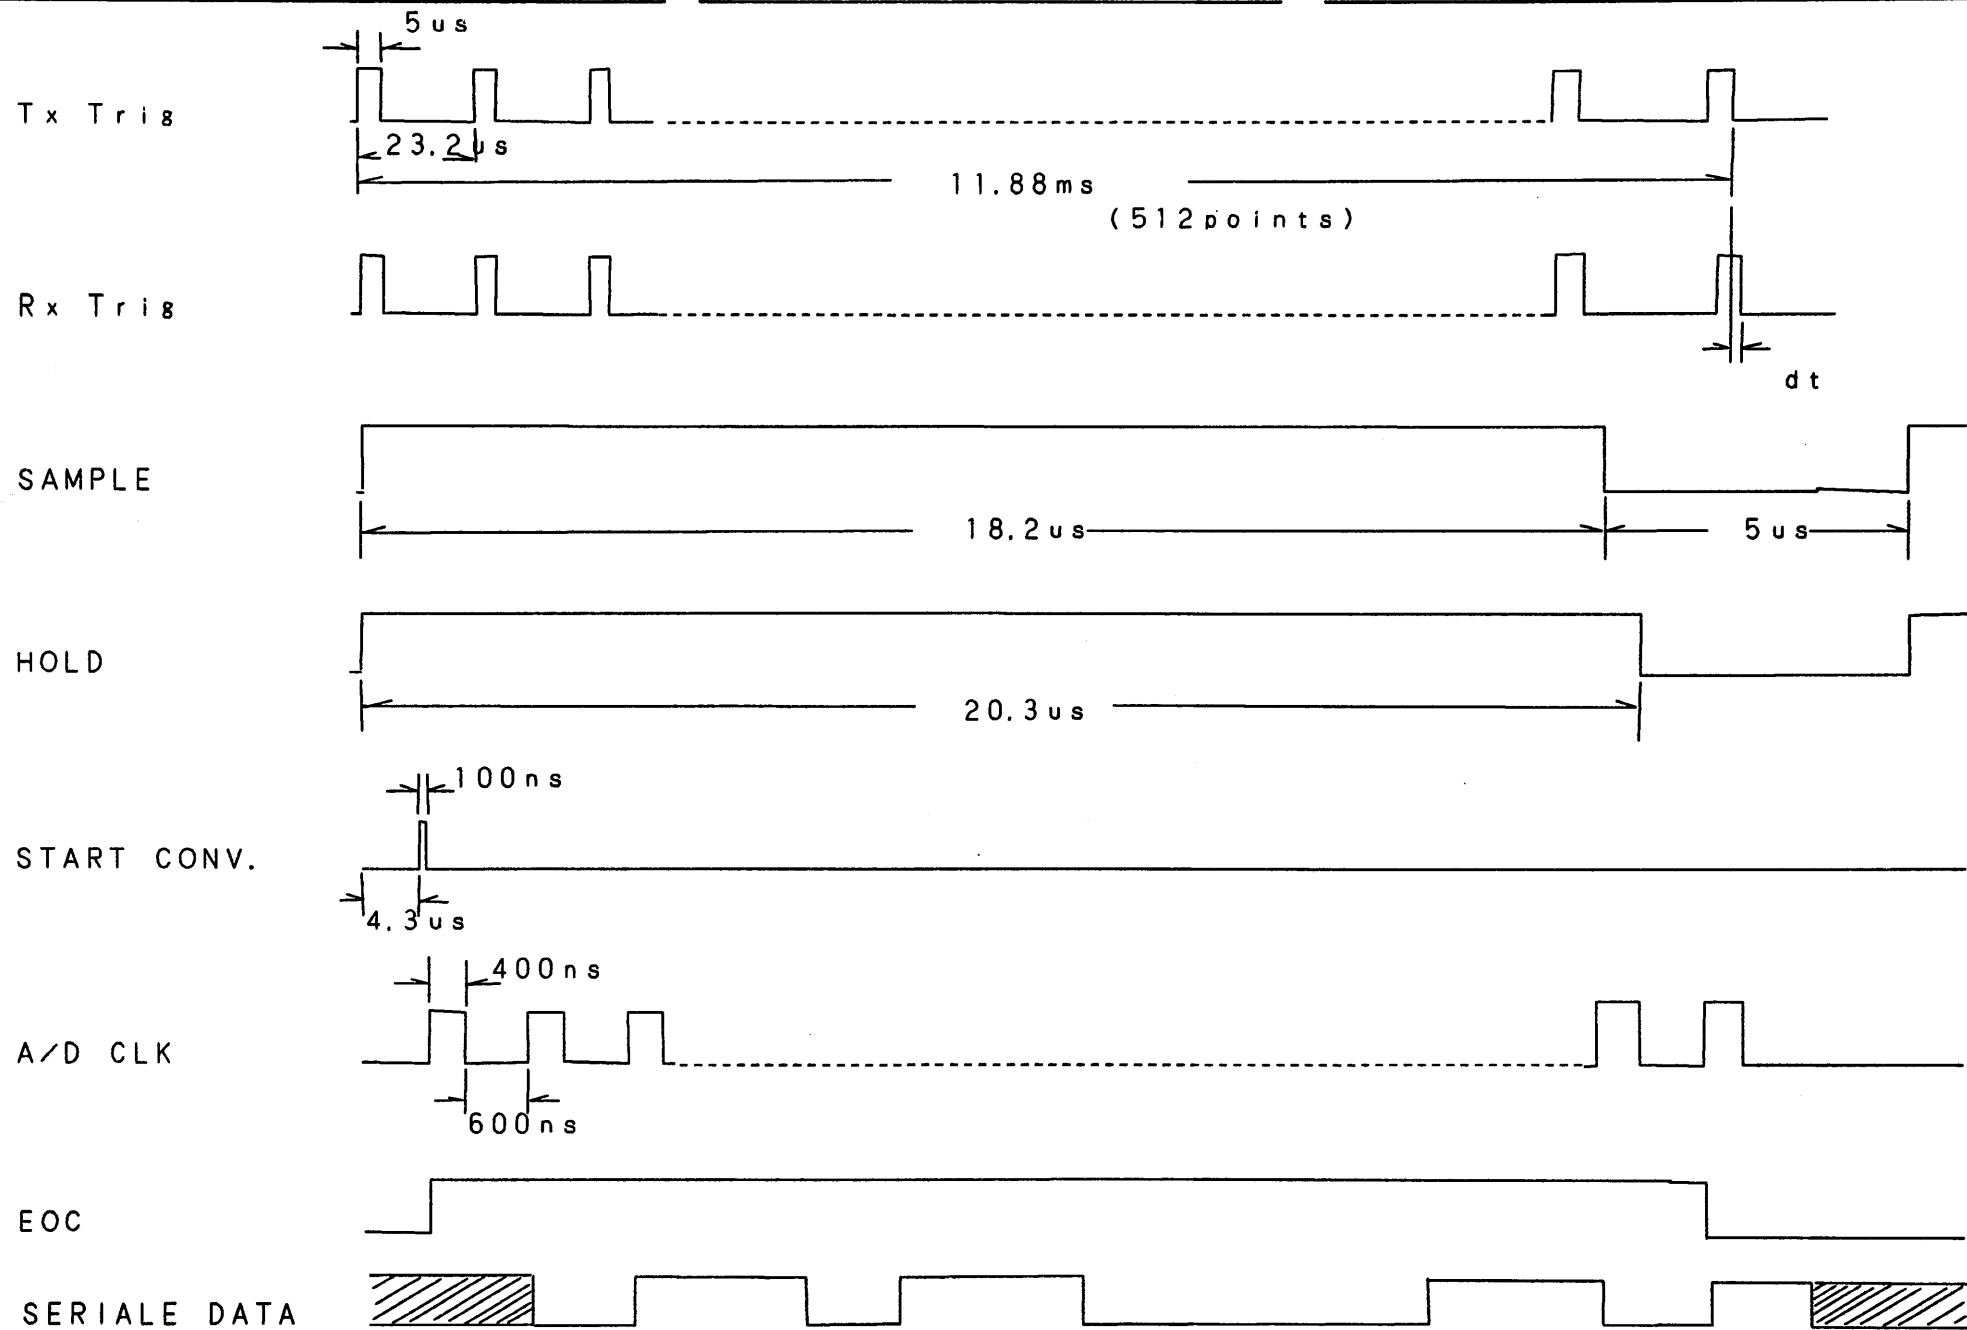 5us
Tx Trig
23.2us
11.88ms
(512points)
Rx Trig
dt
SAMPLE
18.2us
5us
HOLD
20.3us
100ns
START CONV.
4.3us
400ns
A/D CLK
600ns
EOC
SERIALE DATA